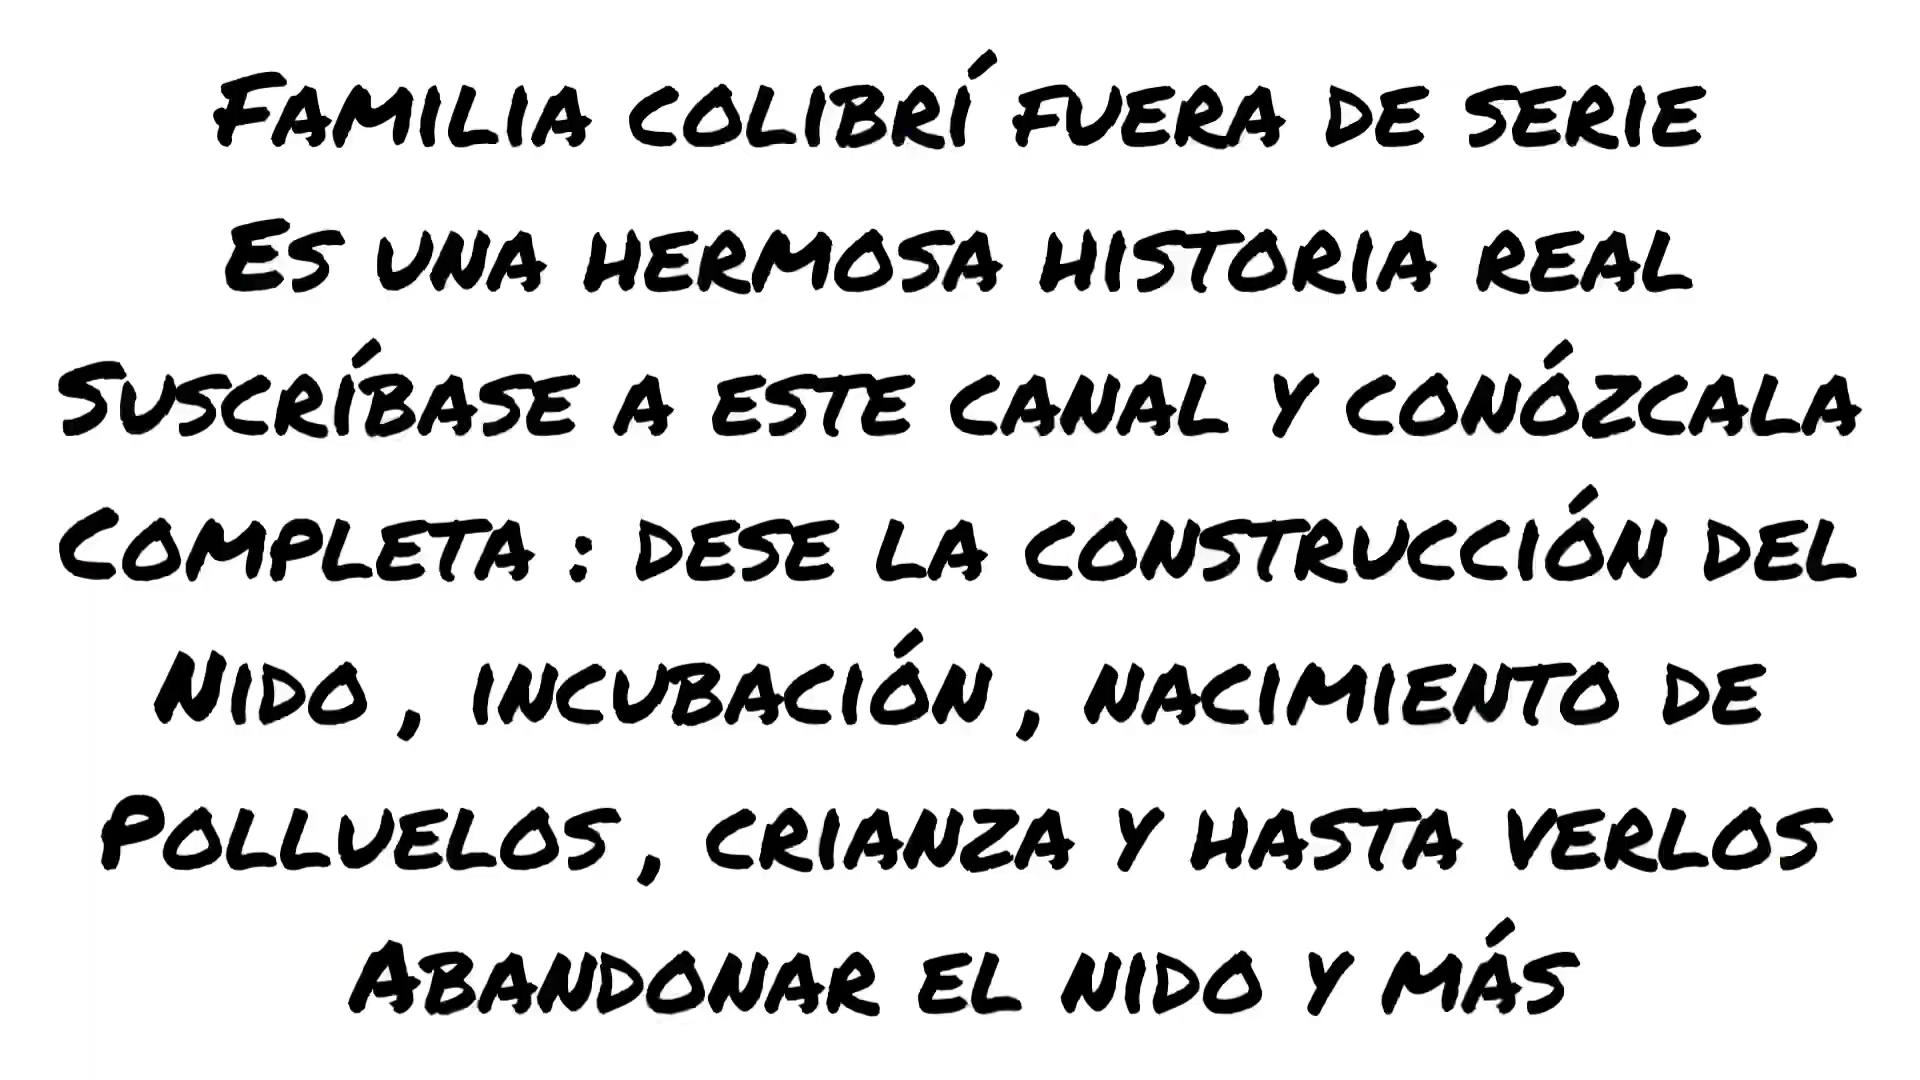 Familia colibrí fuera de serie
Es una hermosa historia real
Suscríbase a este canal y conózcala
Completa : dese la construcción del
Nido , incubación , nacimiento de
Polluelos , crianza y hasta verlos
Abandonar el nido y más